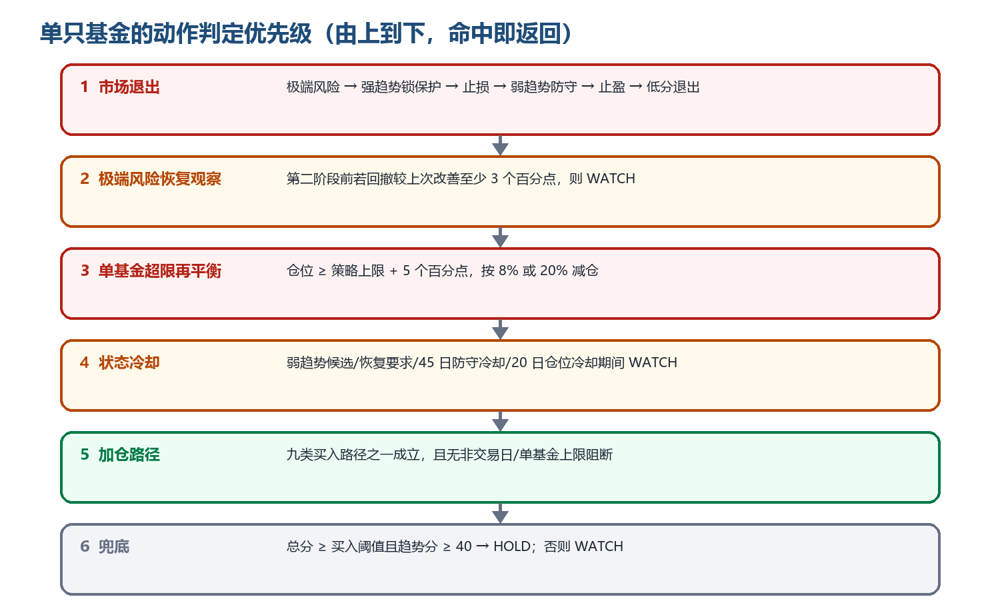 单只基金的动作判定优先级（由上到下，命中即返回）
1 市场退出 极端风险 → 强趋势锁保护 → 止损 → 弱趋势防守 → 止盈 → 低分退出
2 极端风险恢复观察 第二阶段前若回撤较上次改善至少 3 个百分点，则 WATCH
3 单基金超限再平衡 仓位 ≥ 策略上限 + 5 个百分点，按 8% 或 20% 减仓
4 状态冷却 弱趋势候选/恢复要求/45 日防守冷却/20 日仓位冷却期间 WATCH
5 加仓路径 九类买入路径之一成立，且无非交易日/单基金上限阻断
6 兜底 总分 ≥ 买入阈值且趋势分 ≥ 40 → HOLD；否则 WATCH